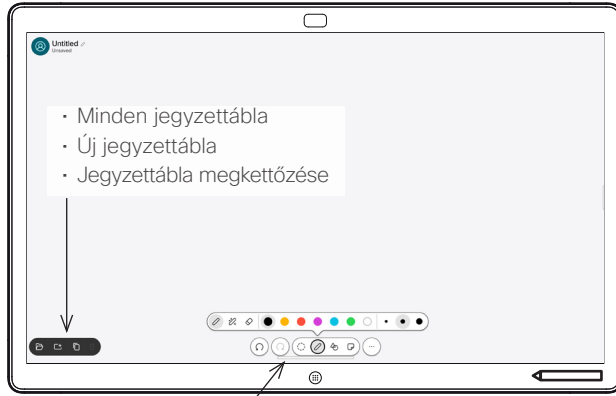 Untitled
Unsaved
· Minden jegyzettábla
· Új jegyzettábla
· Jegyzettábla megkettőzése